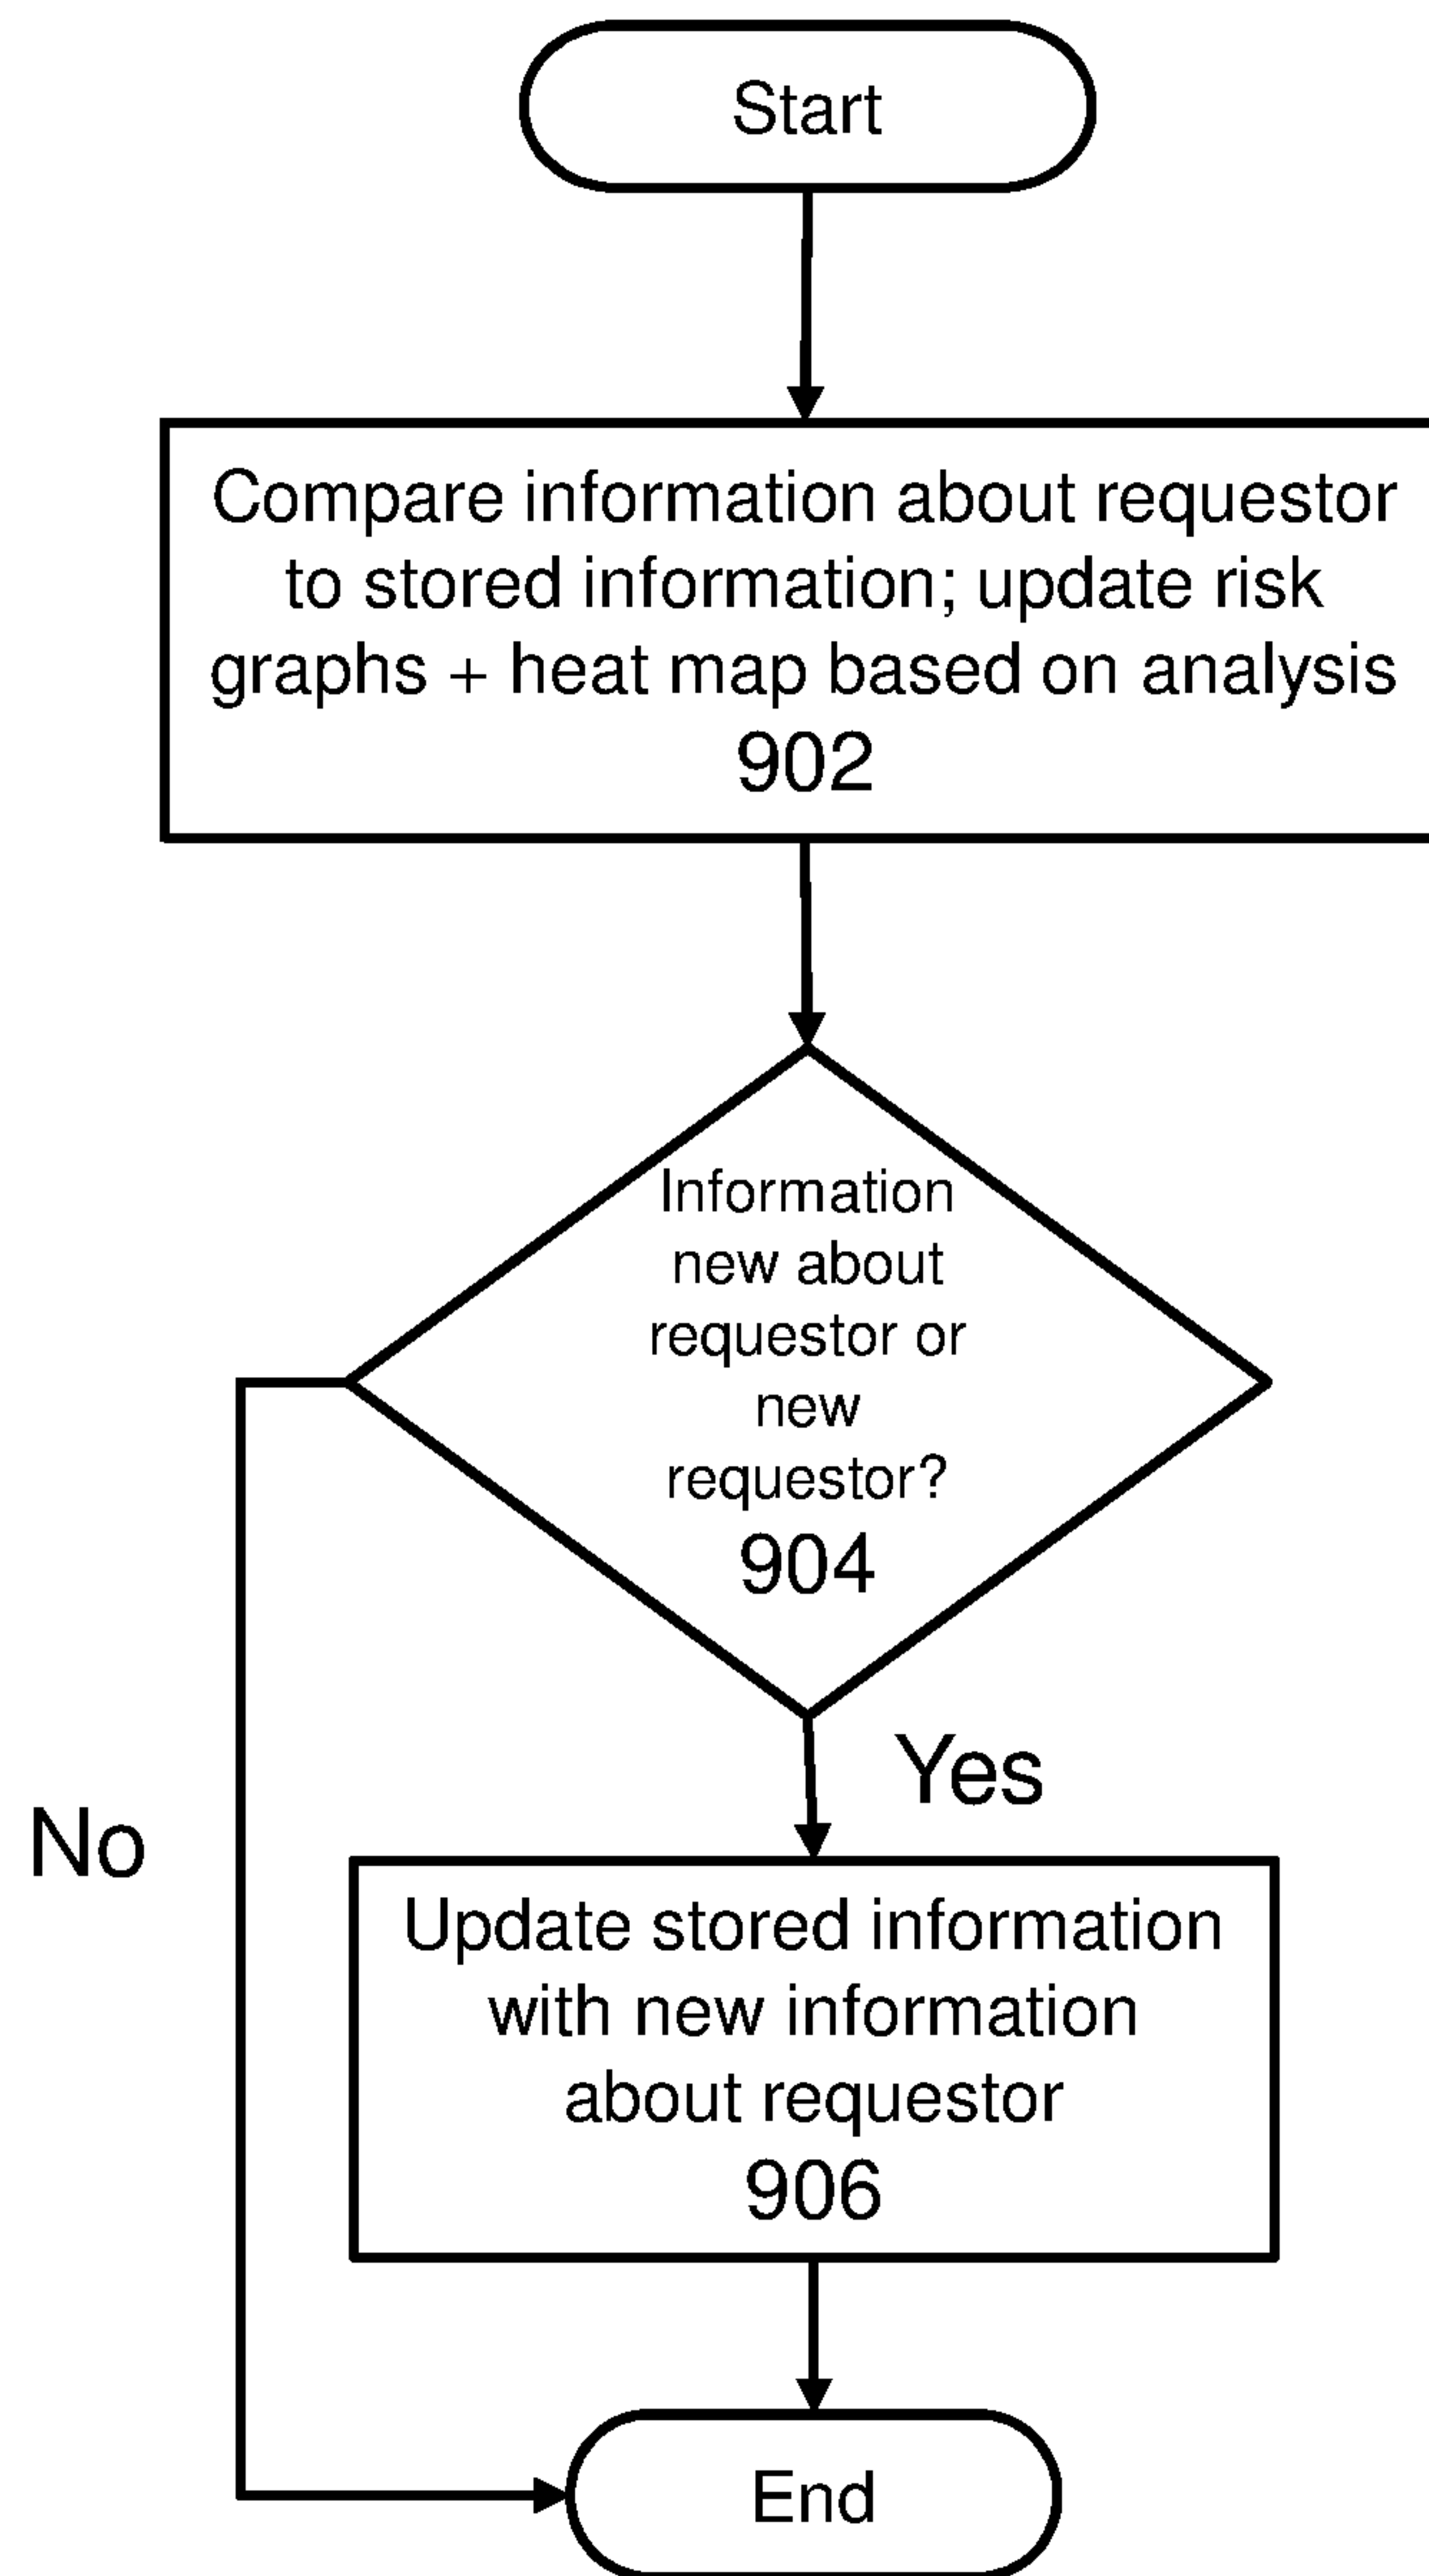 Start
Compare information about requestor
to stored information; update risk
graphs + heat map based on analysis
902
Information
new about
requestor or
new
requestor?
904
Yes
No
Update stored information
with new information
about requestor
906
End